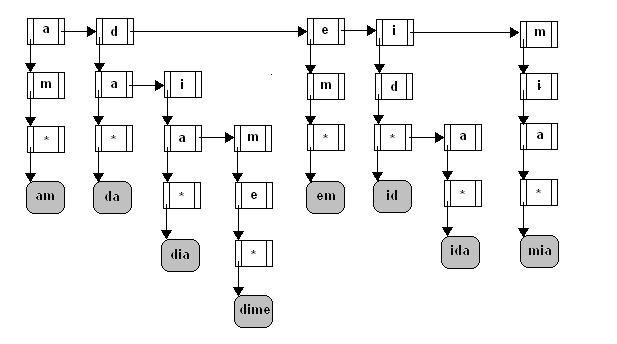 a d e i m
m a i m d i
* * a m * * a a
am da * e em id * *
dia * ida mia
dime